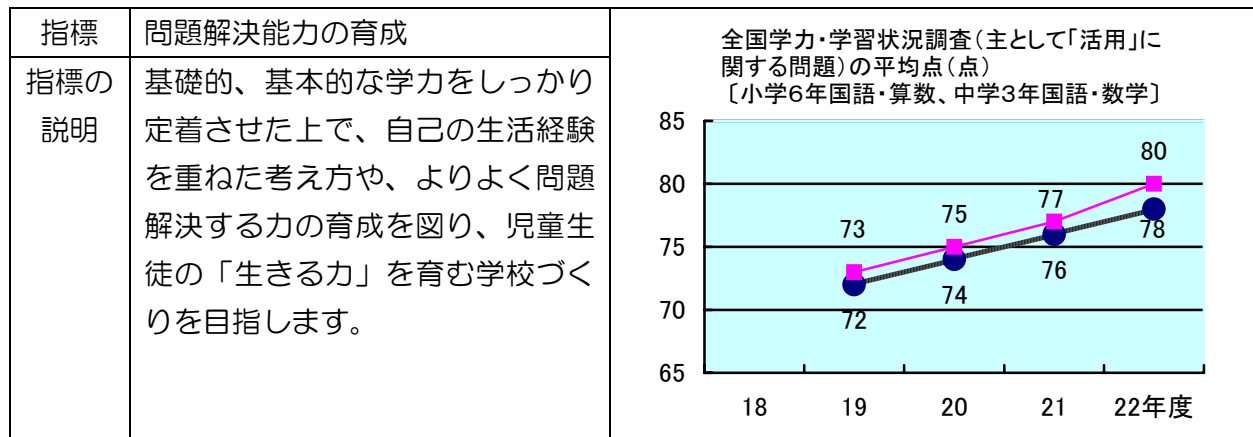 指標
問題解決能力の育成
指標の
説明
基礎的、基本的な学力をしっかり
定着させた上で、自己の生活経験
を重ねた考え方や、よりよく問題
解決する力の育成を図り、児童生
徒の「生きる力」を育む学校づく
りを目指します。
全国学力・学習状況調査（主として「活用」に
関する問題）の平均点（点）
〔小学６年国語・算数、中学３年国語・数学〕
85
80
75
70
65
73
75
77
80
72
74
76
78
18 19 20 21 22年度